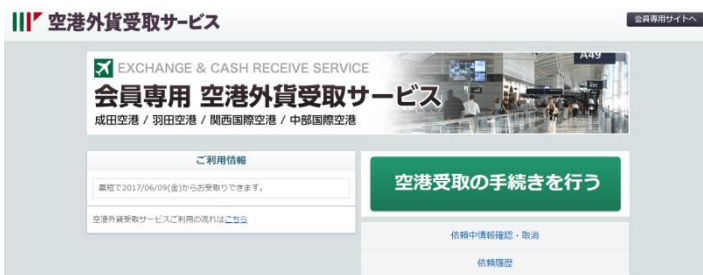 空港外貨受取サービス
会員専用サイトへ
EXCHANGE & CASH RECEIVE SERVICE
会員専用 空港外貨受取サービス
成田空港 / 羽田空港 / 関西国際空港 / 中部国際空港
A49
ご利用情報
最短で2017/06/09(金)からお受取りできます。
空港外貨受取サービスご利用の流れはこちら
空港受取の手続きを行う
依頼中情報確認・取消
依頼履歴